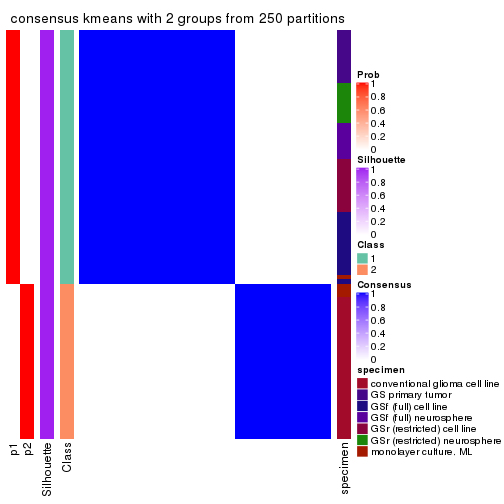 consensus kmeans with 2 groups from 250 partitions
Prob
1
0.8
0.6
0.4
0.2
0
Silhouette
1
0.8
0.6
0.4
0.2
0
Class
1
2
Consensus
1
0.8
0.6
0.4
0.2
0
specimen
conventional glioma cell line
GS primary tumor
GSf (full) cell line
GSf (full) neurosphere
GSr (restricted) cell line
GSr (restricted) neurosphere
monolayer culture. ML
p1
p2
Silhouette
Class
specimen